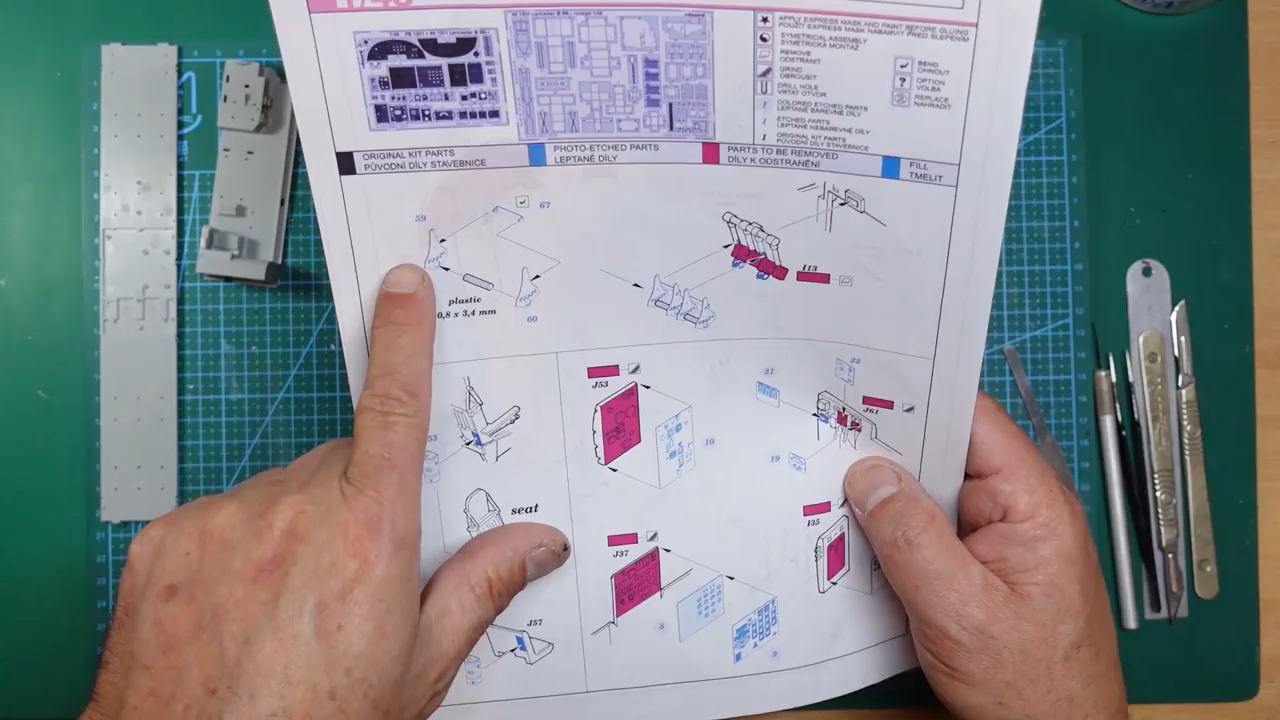 APPLY EXPRESS MASK AND PAINT BEFORE GLUING
POUŽÍT EXPRESS MASK NABARVIT PŘED SLEPENÍM
SYMETRICAL ASSEMBLY
SYMETRICKÁ MONTÁŽ
REMOVE
ODSTRANIT
GRIND
OBROUSIT
DRILL HOLE
VRTAT OTVOR
COLORED ETCHED PARTS
LEPTANÉ BAREVNÉ DÍLY
ETCHED PARTS
LEPTANÉ NEBAREVNÉ DÍLY
ORIGINAL KIT PARTS
PŮVODNÍ DÍLY STAVEBNICE
BEND
OHNOUT
?
OPTION
VOLBA
REPLACE
NAHRADIT
ORIGINAL KIT PARTS
PŮVODNÍ DÍLY STAVEBNICE
PHOTO-ETCHED PARTS
LEPTANÉ DÍLY
PARTS TO BE REMOVED
DÍLY K ODSTRANĚNÍ
FILL
TMELIT
59
67
plastic
0,8 x 3,4 mm
60
I13
53
seat
J57
J53
10
J37
8
9
21
22
J61
19
I35